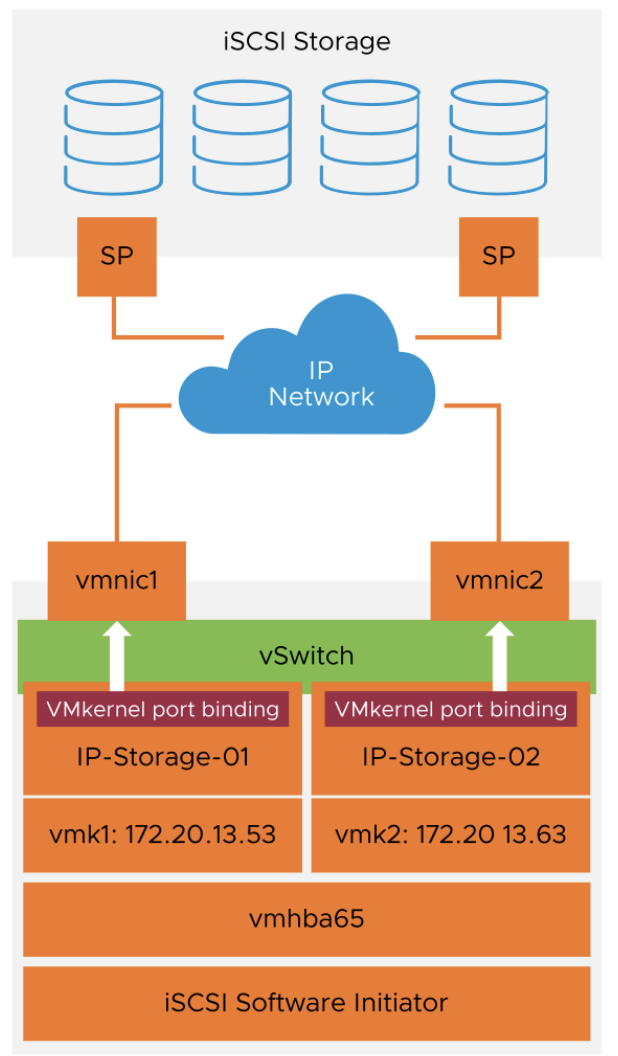 iSCSI Storage
SP
SP
IP
Network
vmnic1
vmnic2
vSwitch
VMkernel port binding
VMkernel port binding
IP-Storage-01
IP-Storage-02
vmk1: 172.20.13.53
vmk2: 172.20 13.63
vmhba65
iSCSI Software Initiator